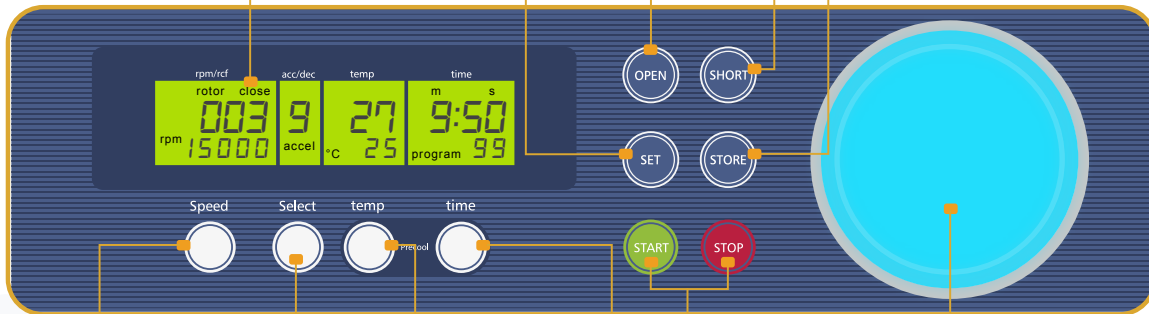 rpm/rcf acc/dec temp time
rotor close m s
003 9 27 9:50
rpm 15000 accel °C 25 program 99
OPEN SHORT
SET STORE
Speed Select temp time
Precool
START STOP